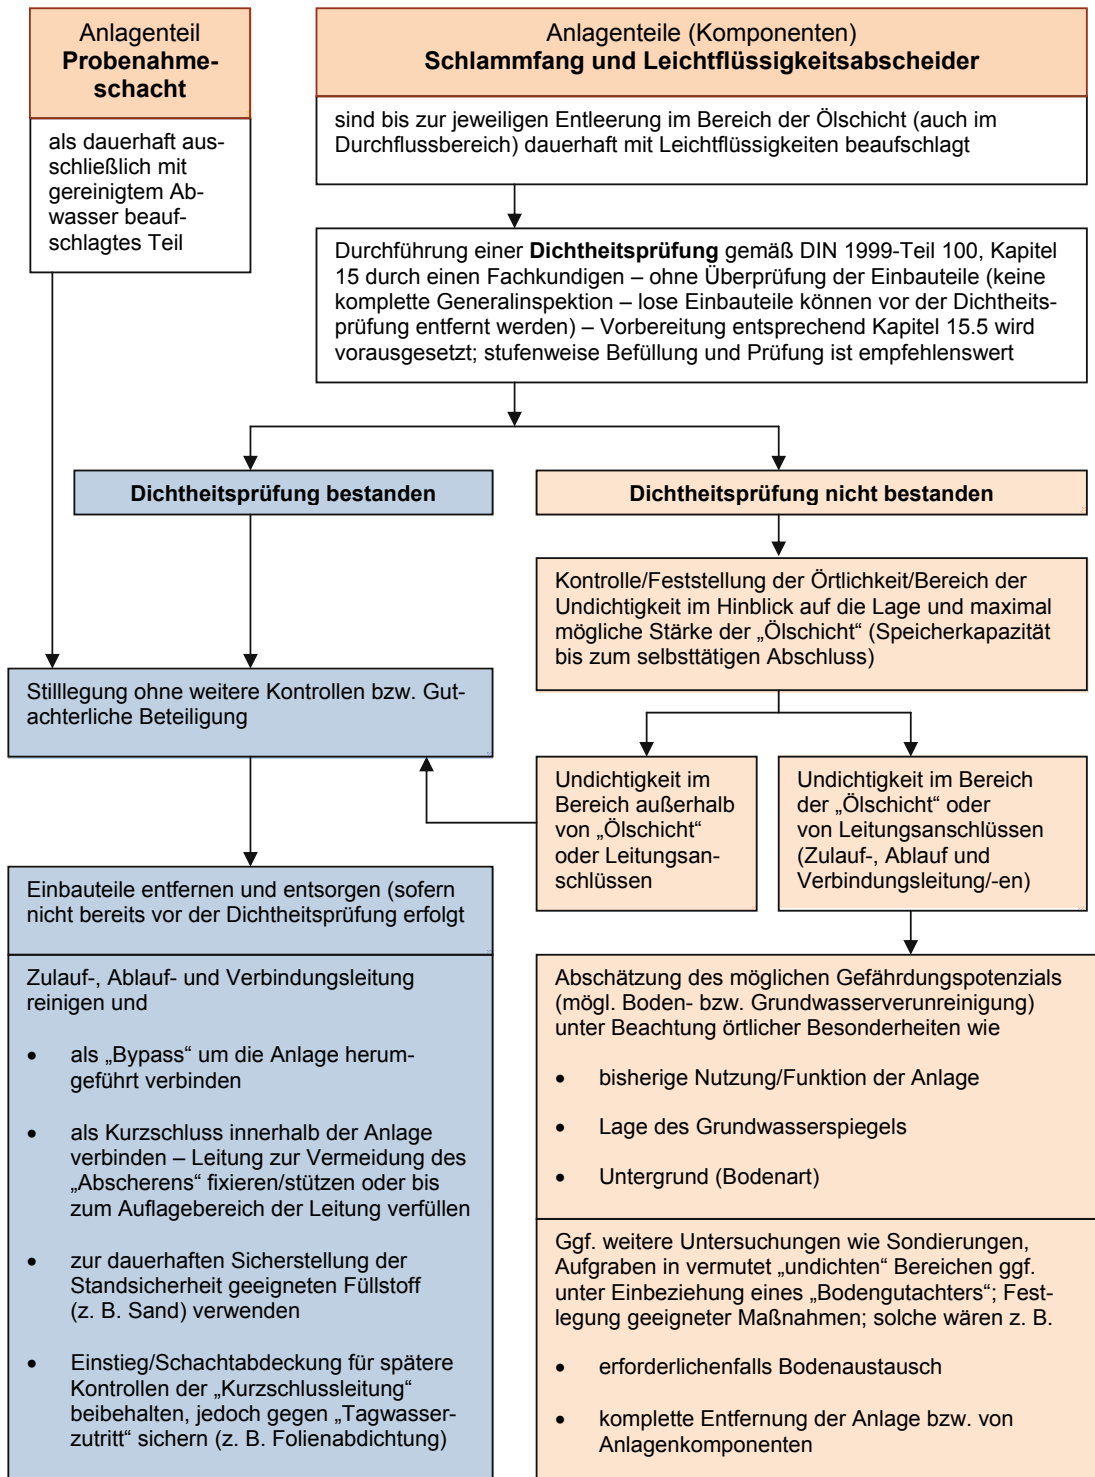 Anlagenteil
Probenahme-
schacht
als dauerhaft aus-
schließlich mit
gereinigtem Ab-
wasser beauf-
schlagtes Teil
Anlagenteile (Komponenten)
Schlammfang und Leichtflüssigkeitsabscheider
sind bis zur jeweiligen Entleerung im Bereich der Ölschicht (auch im
Durchflussbereich) dauerhaft mit Leichtflüssigkeiten beaufschlagt
Durchführung einer Dichtheitsprüfung gemäß DIN 1999-Teil 100, Kapitel
15 durch einen Fachkundigen – ohne Überprüfung der Einbauteile (keine
komplette Generalinspektion – lose Einbauteile können vor der Dichtheits-
prüfung entfernt werden) – Vorbereitung entsprechend Kapitel 15.5 wird
vorausgesetzt; stufenweise Befüllung und Prüfung ist empfehlenswert
Dichtheitsprüfung bestanden
Dichtheitsprüfung nicht bestanden
Kontrolle/Feststellung der Örtlichkeit/Bereich der
Undichtigkeit im Hinblick auf die Lage und maximal
mögliche Stärke der „Ölschicht“ (Speicherkapazität
bis zum selbsttätigen Abschluss)
Stilllegung ohne weitere Kontrollen bzw. Gut-
achterliche Beteiligung
Undichtigkeit im
Bereich außerhalb
von „Ölschicht“
oder Leitungsan-
schlüssen
Undichtigkeit im Bereich
der „Ölschicht“ oder
von Leitungsanschlüssen
(Zulauf-, Ablauf und
Verbindungsleitung/-en)
Einbauteile entfernen und entsorgen (sofern
nicht bereits vor der Dichtheitsprüfung erfolgt
Zulauf-, Ablauf- und Verbindungsleitung
reinigen und
• als „Bypass“ um die Anlage herum-
geführt verbinden
• als Kurzschluss innerhalb der Anlage
verbinden – Leitung zur Vermeidung des
„Abscherens“ fixieren/stützen oder bis
zum Auflagebereich der Leitung verfüllen
• zur dauerhaften Sicherstellung der
Standsicherheit geeigneten Füllstoff
(z. B. Sand) verwenden
• Einstieg/Schachtabdeckung für spätere
Kontrollen der „Kurzschlussleitung“
beibehalten, jedoch gegen „Tagwasser-
zutritt“ sichern (z. B. Folienabdichtung)
Abschätzung des möglichen Gefährdungspotenzials
(mögl. Boden- bzw. Grundwasserverunreinigung)
unter Beachtung örtlicher Besonderheiten wie
• bisherige Nutzung/Funktion der Anlage
• Lage des Grundwasserspiegels
• Untergrund (Bodenart)
Ggf. weitere Untersuchungen wie Sondierungen,
Aufgraben in vermutet „undichten“ Bereichen ggf.
unter Einbeziehung eines „Bodengutachters“; Fest-
legung geeigneter Maßnahmen; solche wären z. B.
• erforderlichenfalls Bodenaustausch
• komplette Entfernung der Anlage bzw. von
Anlagenkomponenten